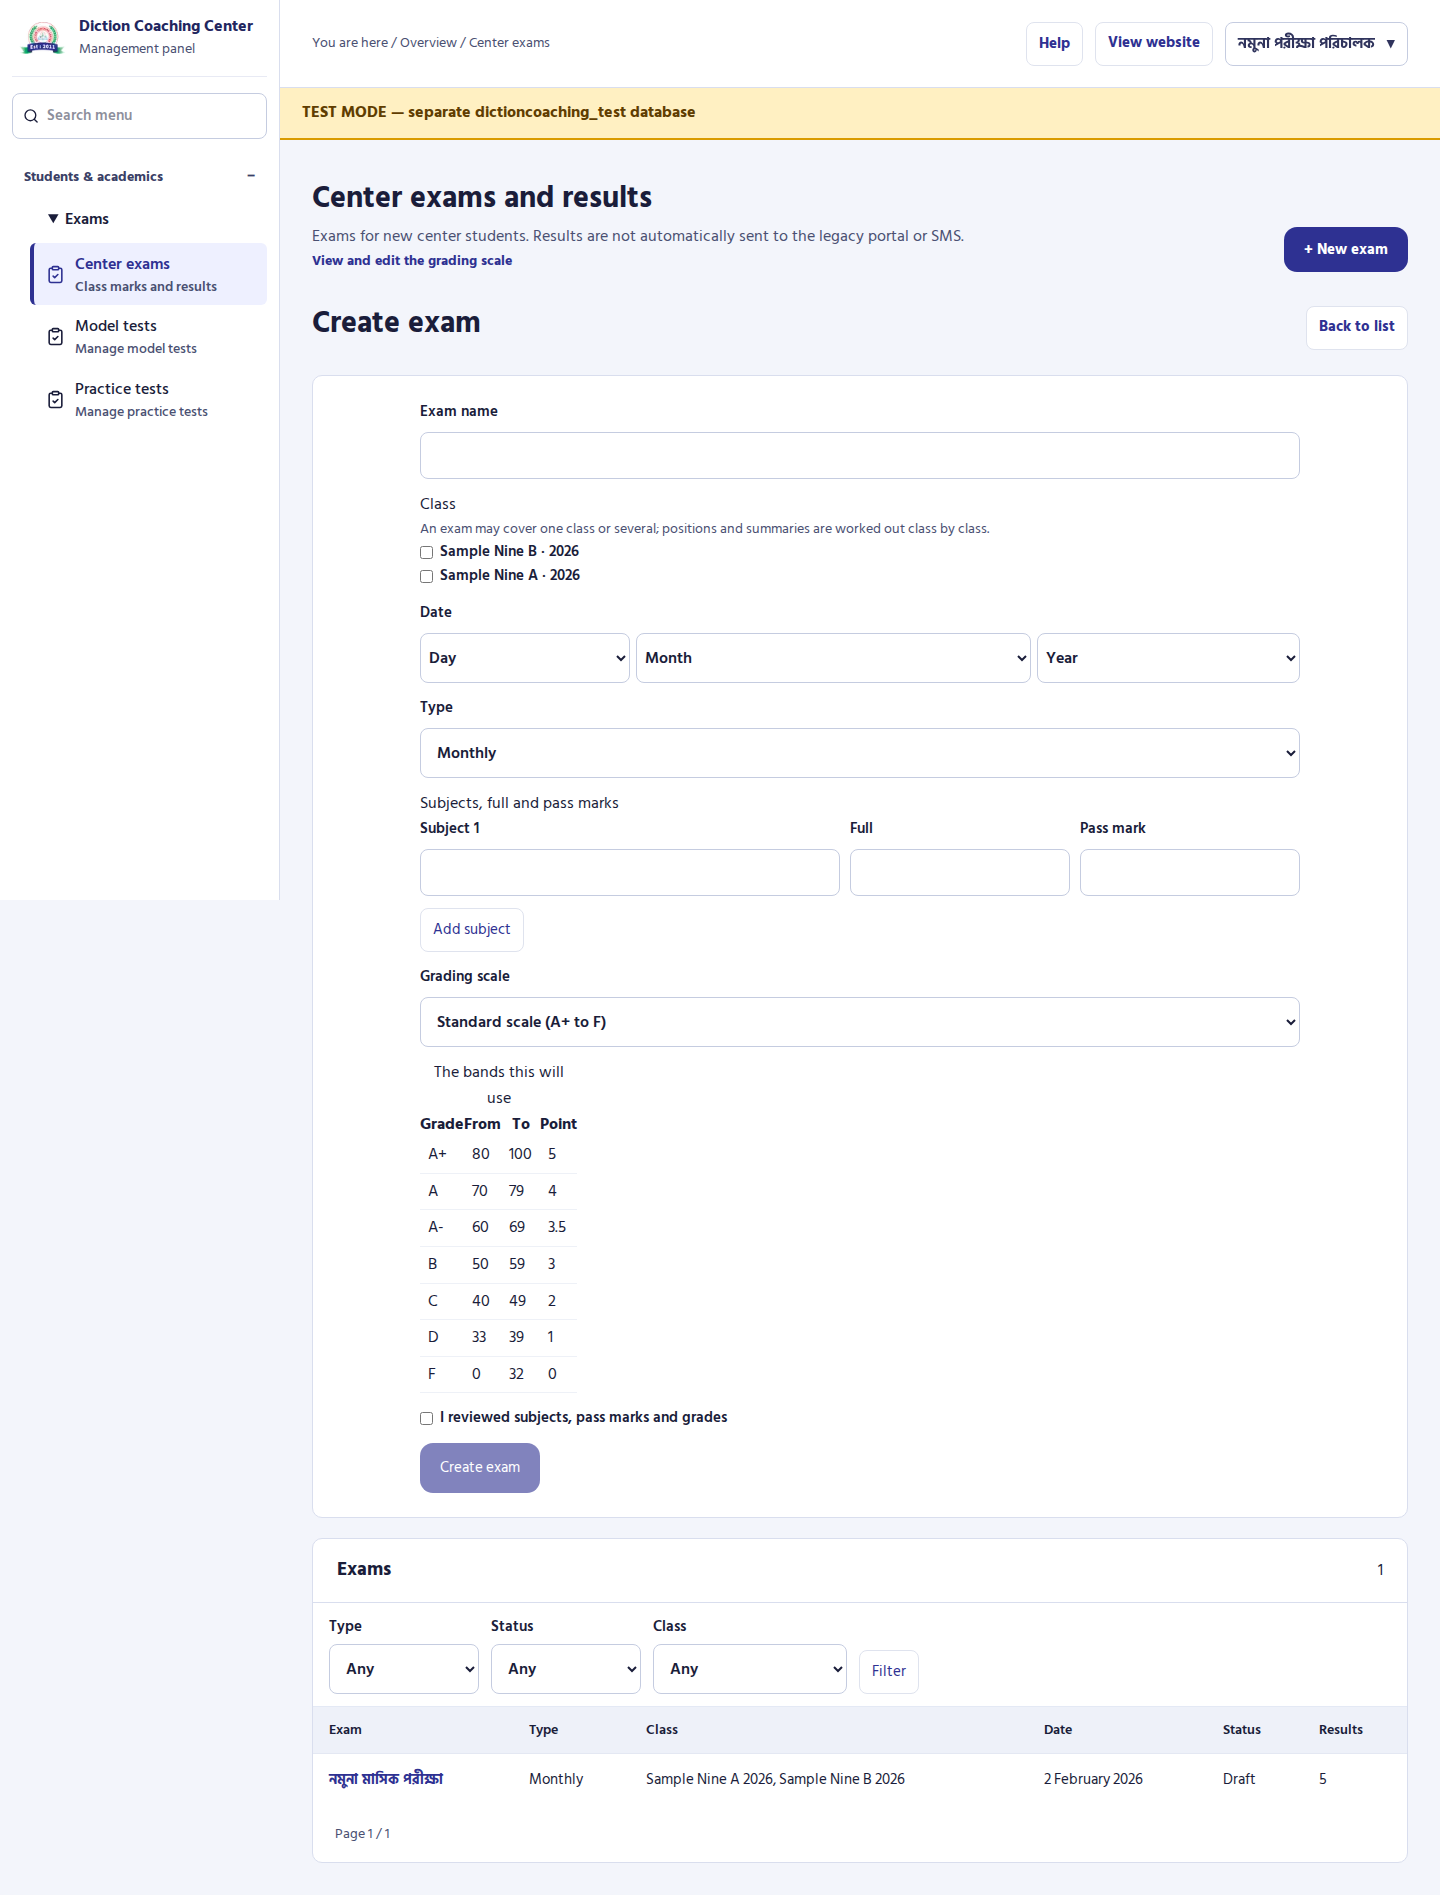 Diction Coaching Center
Management panel
Est : 2011
Search menu
Students & academics −
▼ Exams
Center exams
Class marks and results
Model tests
Manage model tests
Practice tests
Manage practice tests
You are here / Overview / Center exams
Help
View website
নমুনা পরীক্ষা পরিচালক ▼
TEST MODE — separate dictioncoaching_test database
Center exams and results
Exams for new center students. Results are not automatically sent to the legacy portal or SMS.
View and edit the grading scale
+ New exam
Create exam
Back to list
Exam name
Class
An exam may cover one class or several; positions and summaries are worked out class by class.
Sample Nine B · 2026
Sample Nine A · 2026
Date
Day Month Year
Type
Monthly
Subjects, full and pass marks
Subject 1 Full Pass mark
Add subject
Grading scale
Standard scale (A+ to F)
The bands this will
use
Grade From To Point
A+ 80 100 5
A 70 79 4
A- 60 69 3.5
B 50 59 3
C 40 49 2
D 33 39 1
F 0 32 0
I reviewed subjects, pass marks and grades
Create exam
Exams 1
Type Status Class
Any Any Any Filter
Exam Type Class Date Status Results
নমুনা মাসিক পরীক্ষা Monthly Sample Nine A 2026, Sample Nine B 2026 2 February 2026 Draft 5
Page 1 / 1